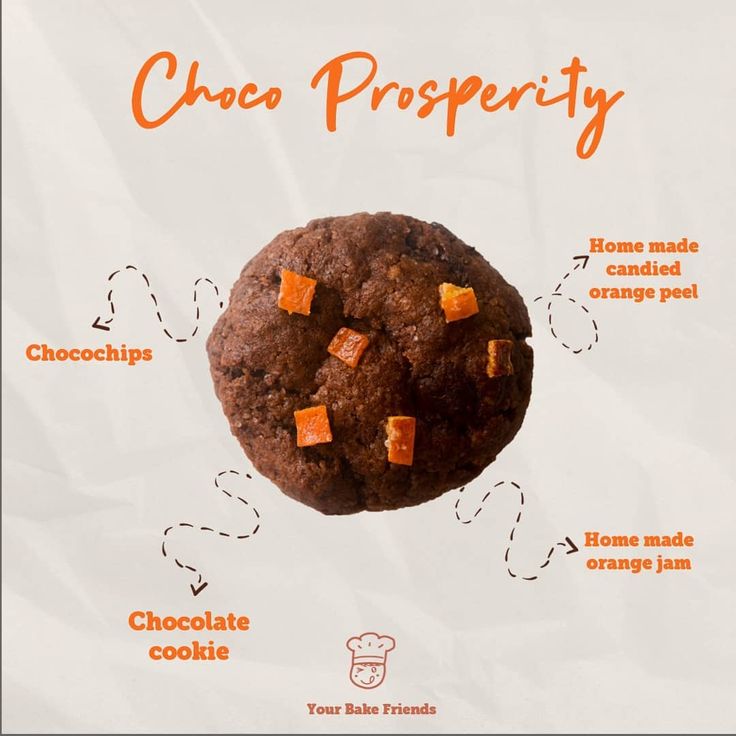 Choco Prosperity
Home made
candied
orange peel
Chocochips
Home made
orange jam
Chocolate
cookie
Your Bake Friends